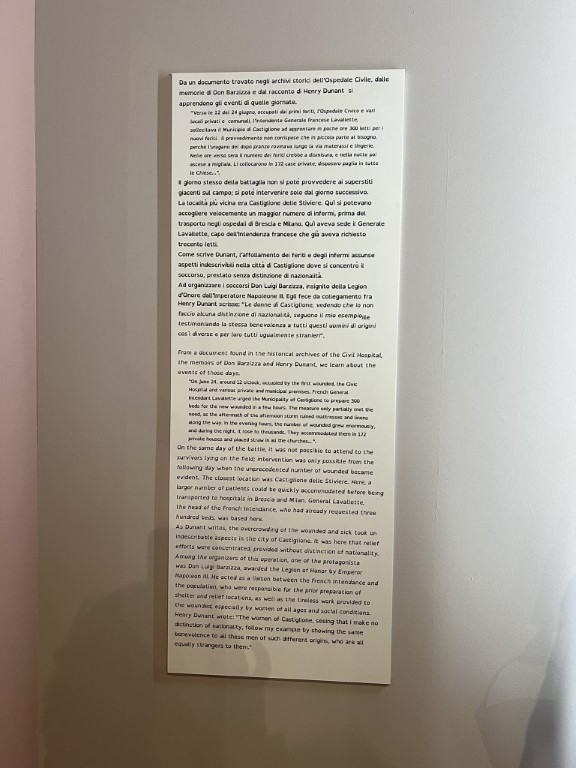 Da un documento trovato negli archivi storici dell'Ospedale Civile, dalle
memorie di Don Barzizza e dal racconto di Henry Dunant si
apprendono gli eventi di quelle giornate.
"Verso le 12 del 24 giugno, occupati dai primi feriti, l'Ospedale Civico e vari
locali privati e comunali, l'Intendente Generale francese Lavallette,
sollecitava il Municipio di Castiglione ad approntare in poche ore 300 letti per i
nuovi feriti. Il provvedimento non corrispose che in piccola parte al bisogno,
perché l'uragano del dopo pranzo rovinava lungo la via materassi e lingerie.
Nelle ore verso sera il numero dei feriti crebbe a dismisura, e nella notte poi
ascese a migliaia. Li collocarono in 172 case private, disposero paglia in tutte
le Chiese...".
Il giorno stesso della battaglia non si poté provvedere ai superstiti
giacenti sul campo; si poté intervenire solo dal giorno successivo.
La località più vicina era Castiglione delle Stiviere. Qui si potevano
accogliere velocemente un maggior numero di infermi, prima del
trasporto negli ospedali di Brescia e Milano. Qui aveva sede il Generale
Lavallette, capo dell'Intendenza francese che già aveva richiesto
trecento letti.
Come scrive Dunant, l'affollamento dei feriti e degli infermi assunse
aspetti indescrivibili nella città di Castiglione dove si concentrò il
soccorso, prestato senza distinzione di nazionalità.
Ad organizzare i soccorsi Don Luigi Barzizza, insignito della Legion
d'Onore dall'Imperatore Napoleone III. Egli fece da collegamento fra
Henry Dunant scrisse: "Le donne di Castiglione, vedendo che io non
faccio alcuna distinzione di nazionalità, seguono il mio esempio
testimoniando la stessa benevolenza a tutti questi uomini di origini
così diverse e per loro tutti ugualmente stranieri".
From a document found in the historical archives of the Civil Hospital,
the memoirs of Don Barzizza and Henry Dunant, we learn about the
events of those days.
"On June 24, around 12 o'clock, occupied by the first wounded, the Civic
Hospital and various private and municipal premises, French General
Intendant Lavallette urged the Municipality of Castiglione to prepare 300
beds for the new wounded in a few hours. The measure only partially met the
need, as the aftermath of the afternoon storm ruined mattresses and linens
along the way. In the evening hours, the number of wounded grew enormously,
and during the night, it rose to thousands. They accommodated them in 172
private houses and placed straw in all the churches...".
On the same day of the battle, it was not possible to attend to the
survivors lying on the field; intervention was only possible from the
following day when the unprecedented number of wounded became
evident. The closest location was Castiglione delle Stiviere. Here, a
larger number of patients could be quickly accommodated before being
transported to hospitals in Brescia and Milan. General Lavallette,
the head of the French Intendance, who had already requested three
hundred beds, was based here.
As Dunant writes, the overcrowding of the wounded and sick took on
indescribable aspects in the city of Castiglione. It was here that relief
efforts were concentrated, provided without distinction of nationality.
Among the organizers of this operation, one of the protagonists
was Don Luigi Barzizza, awarded the Legion of Honor by Emperor
Napoleon III. He acted as a liaison between the French Intendance and
the population, who were responsible for the prior preparation of
shelter and relief locations, as well as the tireless work provided to
the wounded, especially by women of all ages and social conditions.
Henry Dunant wrote: "The women of Castiglione, seeing that I make no
distinction of nationality, follow my example by showing the same
benevolence to all these men of such different origins, who are all
equally strangers to them."